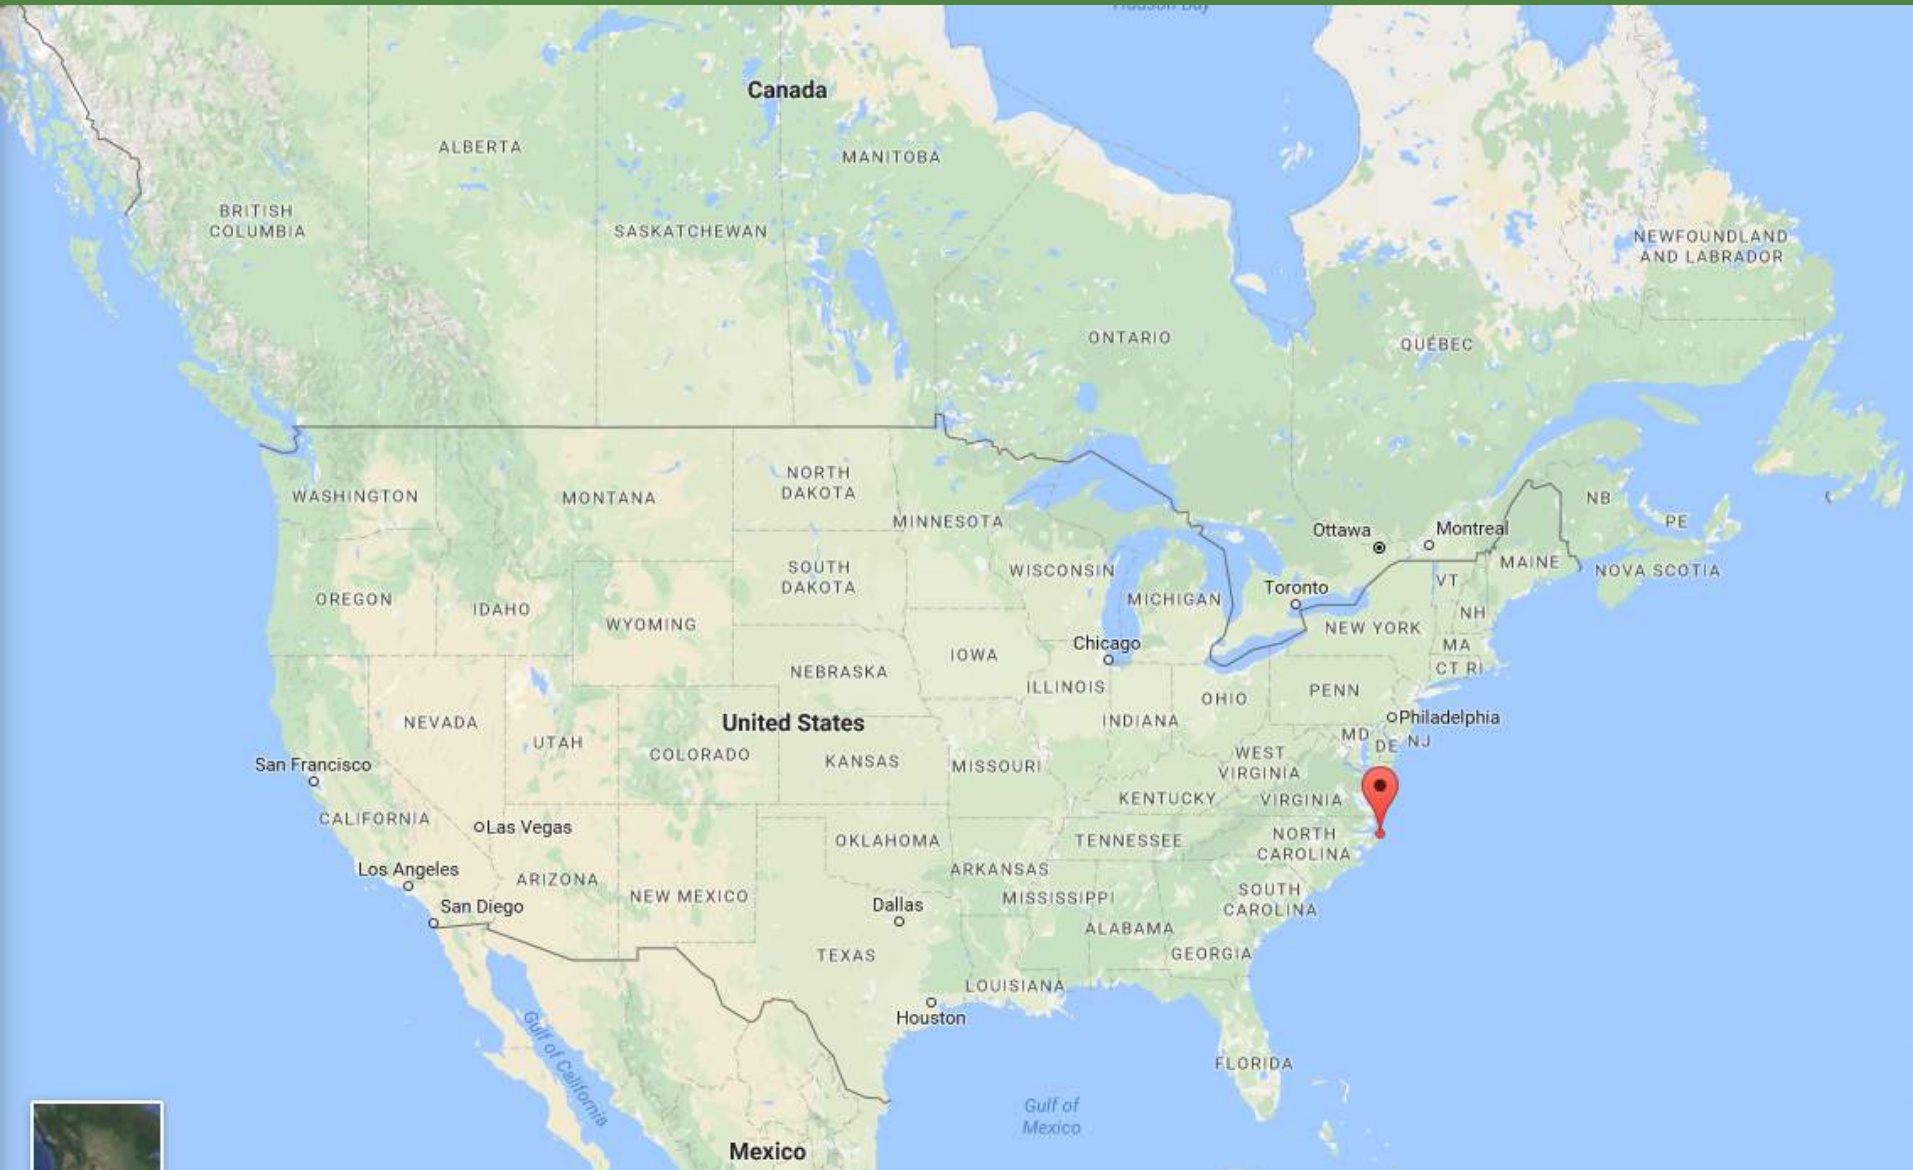 Hudson Bay
Canada
ALBERTA
MANITOBA
BRITISH
COLUMBIA
SASKATCHEWAN
NEWFOUNDLAND
AND LABRADOR
ONTARIO
QUÉBEC
WASHINGTON
MONTANA
NORTH
DAKOTA
MINNESOTA
Ottawa
Montreal
NB
PE
MAINE
NOVA SCOTIA
OREGON
IDAHO
WYOMING
SOUTH
DAKOTA
WISCONSIN
MICHIGAN
Toronto
VT
NH
NEW YORK
MA
CT RI
Chicago
IOWA
NEBRASKA
ILLINOIS
INDIANA
OHIO
PENN
Philadelphia
NEVADA
UTAH
COLORADO
United States
KANSAS
MISSOURI
WEST
VIRGINIA
MD
DE
NJ
San Francisco
CALIFORNIA
Las Vegas
KENTUCKY
VIRGINIA
Los Angeles
ARIZONA
NEW MEXICO
OKLAHOMA
TENNESSEE
NORTH
CAROLINA
ARKANSAS
San Diego
Dallas
MISSISSIPPI
SOUTH
CAROLINA
ALABAMA
TEXAS
GEORGIA
LOUISIANA
Houston
Gulf of California
FLORIDA
Gulf of
Mexico
Mexico